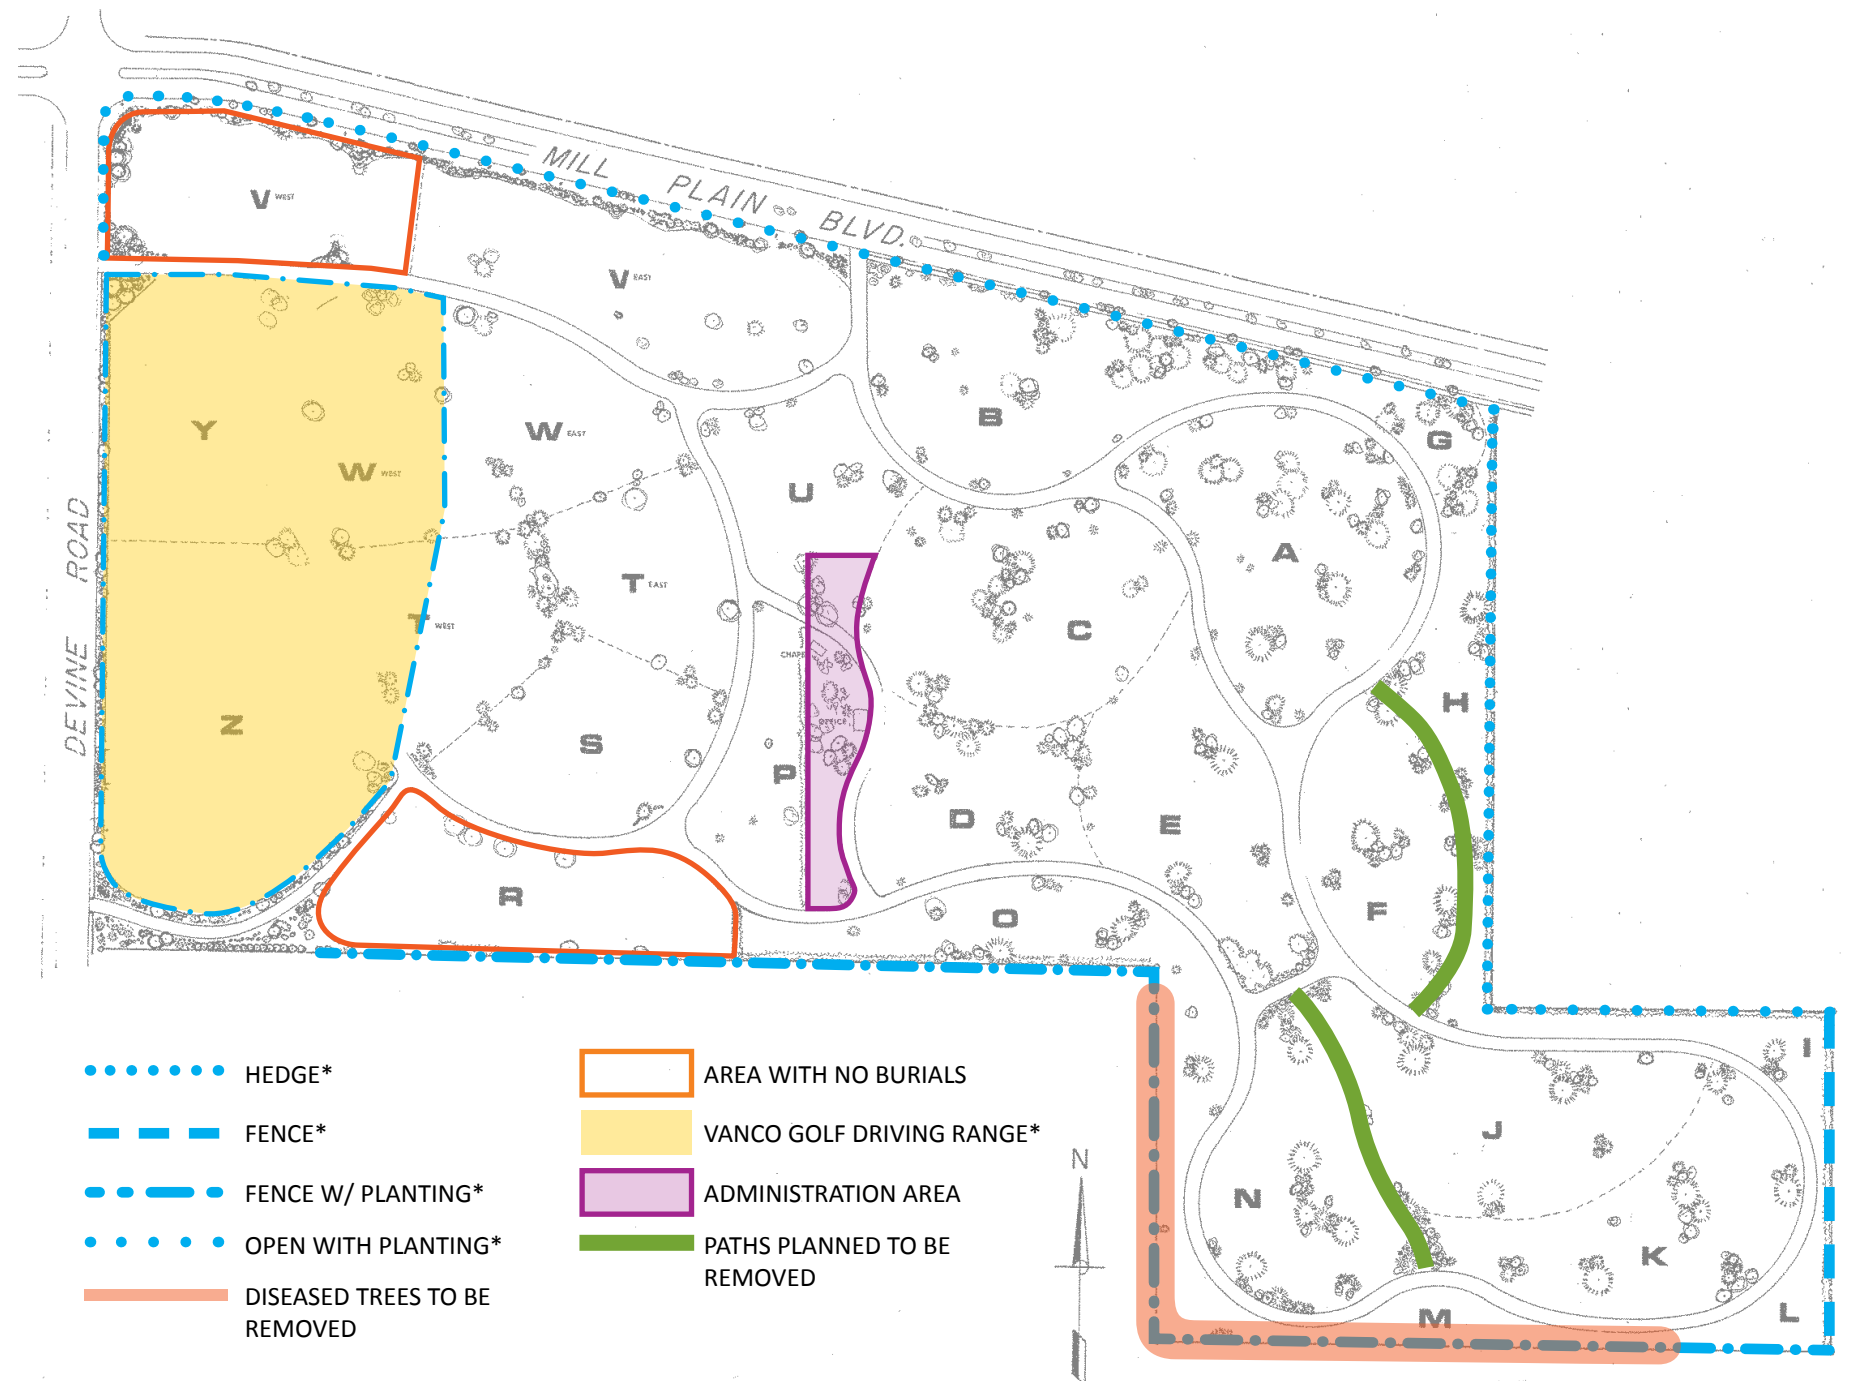 MILL PLAIN BLVD.
V WEST
V EAST
B
G
Y
W WEST
W EAST
U
A
DEVINE ROAD
T WEST
T EAST
C
CHAPEL
H
Z
OFFICE
S
P
D
E
R
O
F
I
J
N
K
M
L
N
HEDGE*
FENCE*
FENCE W/ PLANTING*
OPEN WITH PLANTING*
DISEASED TREES TO BE
REMOVED
AREA WITH NO BURIALS
VANCO GOLF DRIVING RANGE*
ADMINISTRATION AREA
PATHS PLANNED TO BE
REMOVED